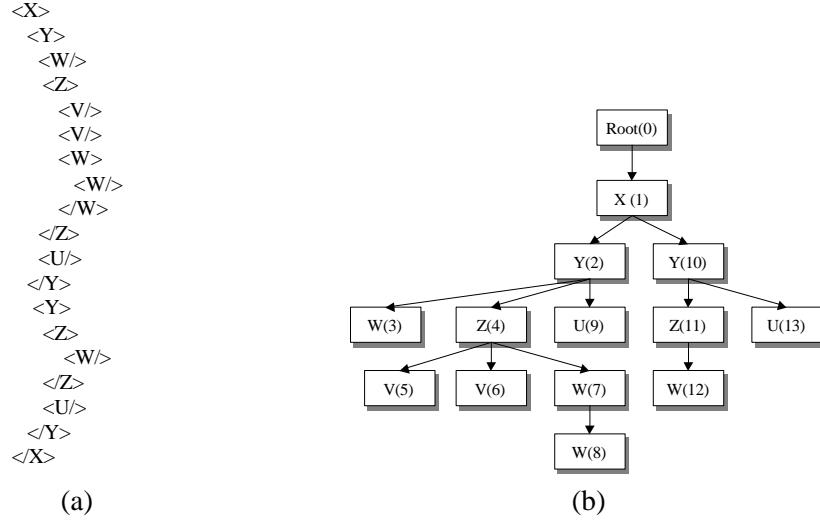 <X>
<Y>
<W/>
<Z>
<V/>
<V/>
<W>
<W/>
</W>
</Z>
<U/>
</Y>
<Y>
<Z>
<W/>
</Z>
<U/>
</Y>
</X>
(a)
Root(0)
X (1)
Y(2) Y(10)
W(3) Z(4) U(9) Z(11) U(13)
V(5) V(6) W(7) W(12)
W(8)
(b)